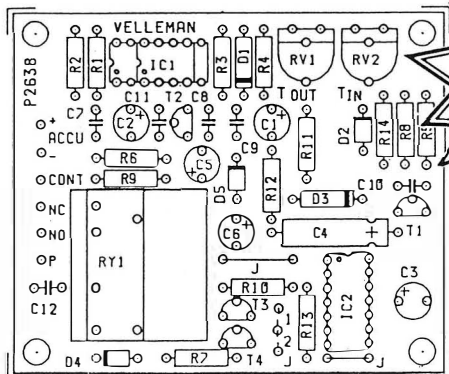 VELLEMAN
P2638
R2
R1
IC1
R3
D1
R4
RV1
RV2
T OUT
TIN
C7
C11
T2
C8
C2
C1
R11
D2
R14
R8
+
ACCU
-
CONT
NC
NO
P
R6
R9
C5
C9
D5
R12
D3
C10
C6
C4
+
T1
RY1
J
R10
T3
IC2
C3
+
C12
1
2
J
R13
J
D4
R7
T4